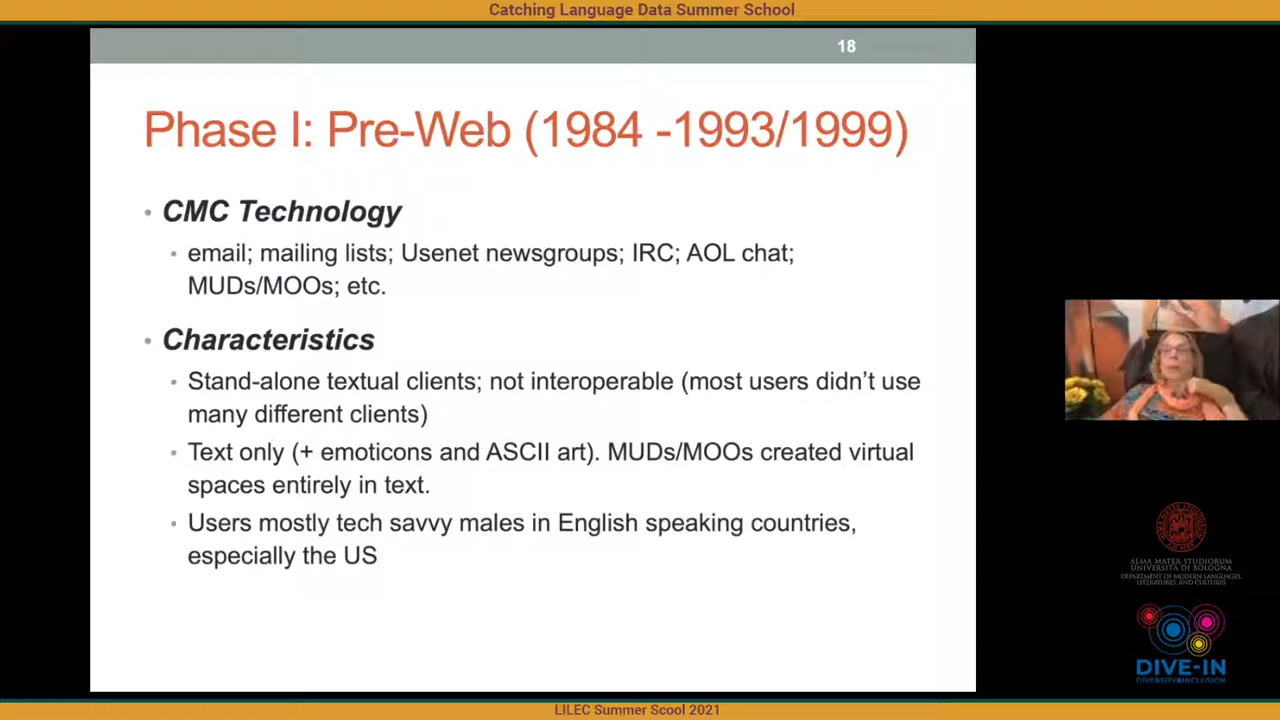 Catching Language Data Summer School
18
Phase I: Pre-Web (1984 -1993/1999)
• CMC Technology
• email; mailing lists; Usenet newsgroups; IRC; AOL chat;
MUDs/MOOs; etc.
• Characteristics
• Stand-alone textual clients; not interoperable (most users didn’t use
many different clients)
• Text only (+ emoticons and ASCII art). MUDs/MOOs created virtual
spaces entirely in text.
• Users mostly tech savvy males in English speaking countries,
especially the US
ALMA MATER STUDIORUM
UNIVERSITÀ DI BOLOGNA
DEPARTMENT OF MODERN LANGUAGES,
LITERATURES, AND CULTURES
DIVE-IN
DIVERSITY&INCLUSION
LILEC Summer Scool 2021